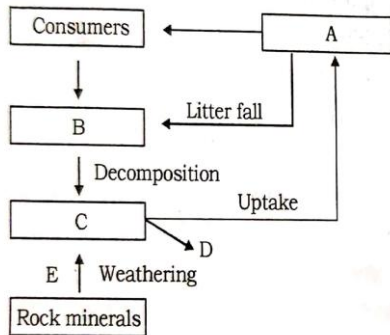 Consumers
A
Litter fall
B
Decomposition
Uptake
C
D
E Weathering
Rock minerals